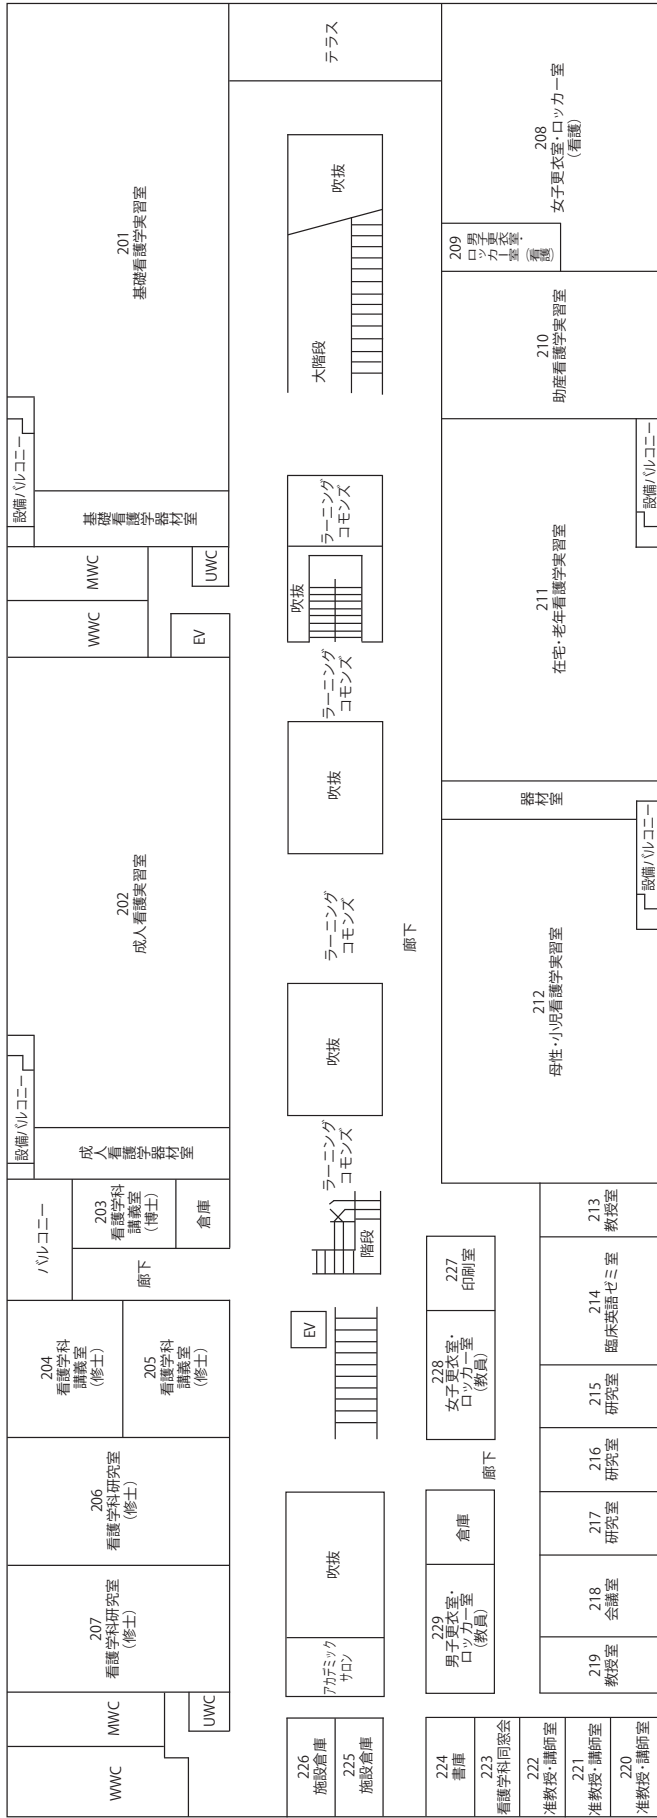 テラス
208
女子更衣室・ロッカー室
(看護)
吹抜
201
基礎看護学実習室
209
男子更衣室・
ロッカー室
(看護)
210
助産看護学実習室
大階段
設備バルコニー
設備バルコニー
基礎看護学器材室
ラーニング
コモンズ
MWC
UWC
吹抜
211
在宅・老年看護学実習室
WWC
EV
ラーニング
コモンズ
吹抜
器材室
設備バルコニー
202
成人看護実習室
ラーニング
コモンズ
廊下
212
母性・小児看護学実習室
吹抜
設備バルコニー
成人看護学器材室
ラーニング
コモンズ
バルコニー
203
看護学科
講義室
(博士)
倉庫
213
教授室
階段
廊下
227
印刷室
214
臨床英語ゼミ室
EV
204
看護学科
講義室
(修士)
205
看護学科
講義室
(修士)
228
女子更衣室・
ロッカー室
(教員)
215
研究室
216
研究室
廊下
206
看護学科研究室
(修士)
吹抜
倉庫
217
研究室
207
看護学科研究室
(修士)
229
男子更衣室・
ロッカー室
(教員)
218
会議室
アカデミック
サロン
219
教授室
MWC
UWC
WWC
226
施設倉庫
225
施設倉庫
224
書庫
223
看護学科同窓会
222
准教授・講師室
221
准教授・講師室
220
准教授・講師室